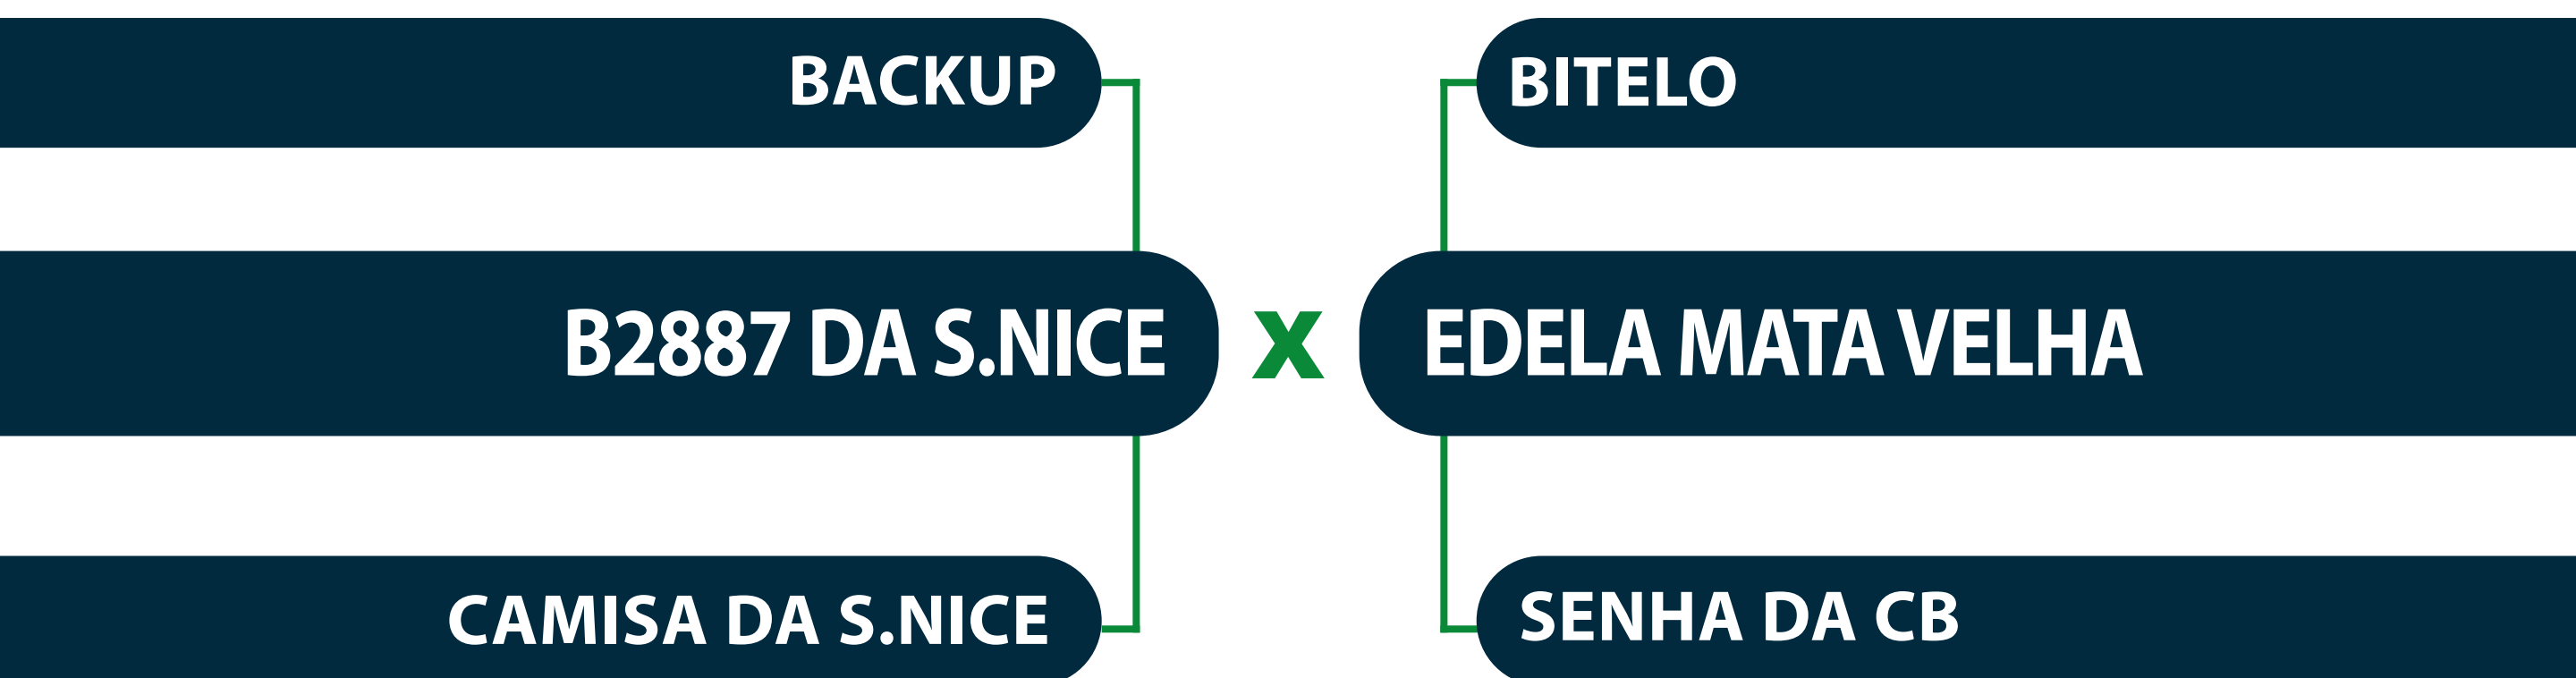 BACKUP
BITELO
B2887 DA S.NICE X EDELA MATA VELHA
CAMISA DA S.NICE
SENHA DA CB